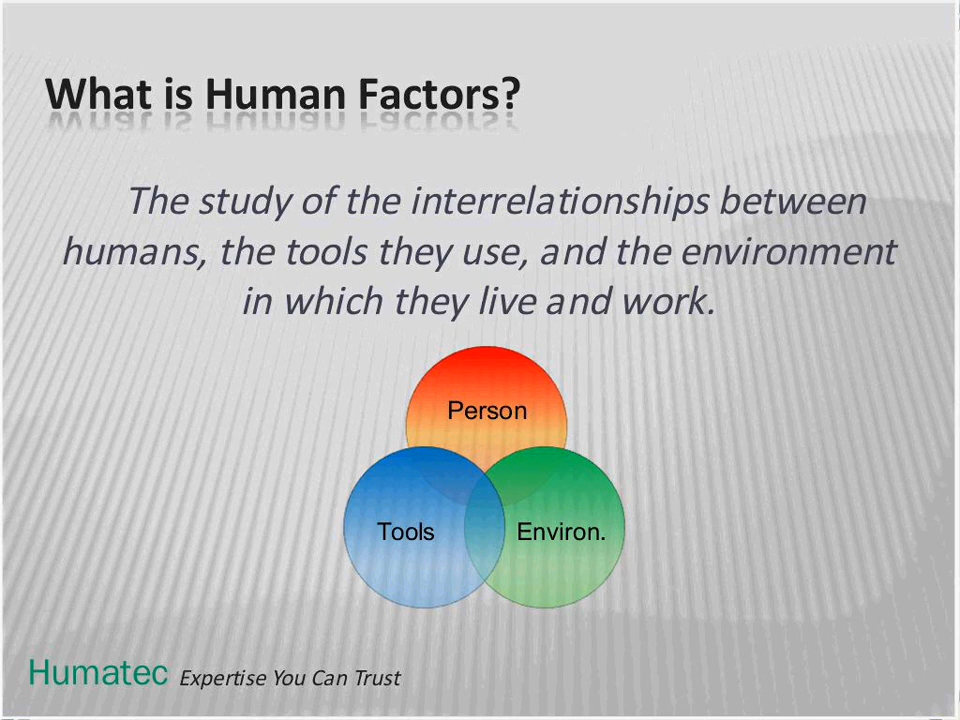 What is Human Factors?
The study of the interrelationships between
humans, the tools they use, and the environment
in which they live and work.
Person
Tools
Environ.
Humatec Expertise You Can Trust